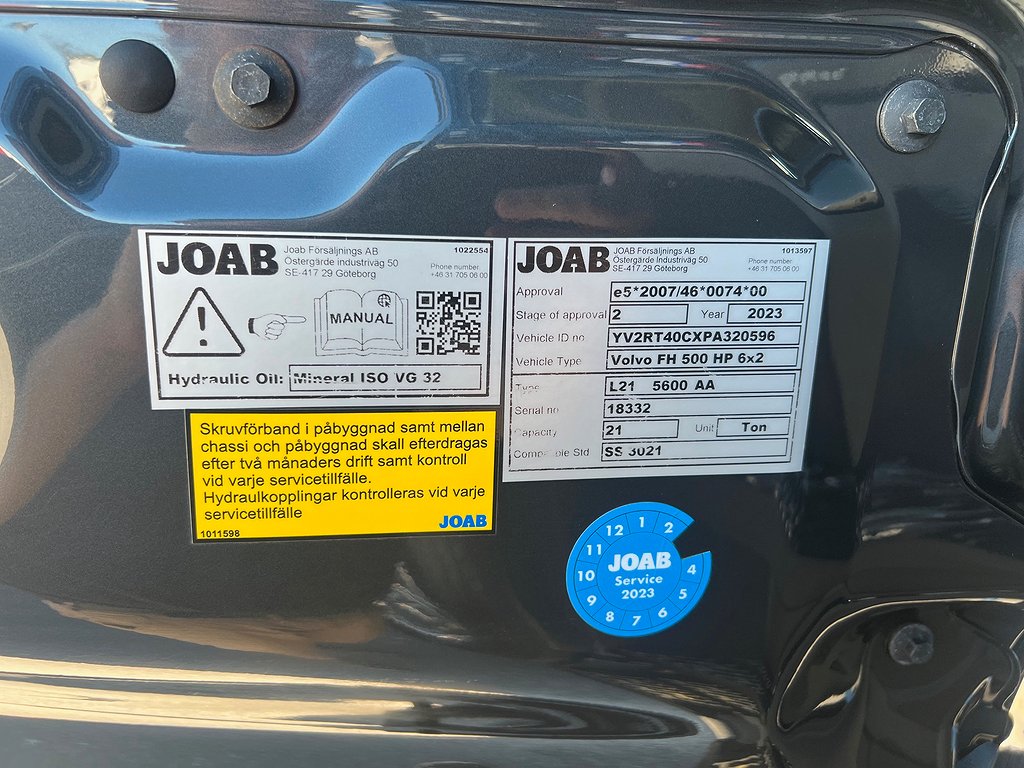 JOAB
Joab Försäljnings AB
Östergärde industriväg 50
SE-417 29 Göteborg
1022554
Phone number
+46 31 705 06 00
MANUAL
Hydraulic Oil: Mineral ISO VG 32
Skruvförband i påbyggnad samt mellan
chassi och påbyggnad skall efterdragas
efter två månaders drift samt kontroll
vid varje servicetillfälle.
Hydraulkopplingar kontrolleras vid varje
servicetillfälle
1011598
JOAB
JOAB
JOAB Försäljnings AB
Östergärde Industriväg 50
SE-417 29 Göteborg
1013597
Phone number
+46 31 705 06 00
Approval e5*2007/46*0074*00
Stage of approval 2 Year 2023
Vehicle ID no YV2RT40CXPA320596
Vehicle Type Volvo FH 500 HP 6x2
Type L21 5600 AA
Serial no 18332
Capacity 21 Unit Ton
Std SS 3021
12 1 2
11 4
10 5
9 8 7 6
JOAB
Service
2023